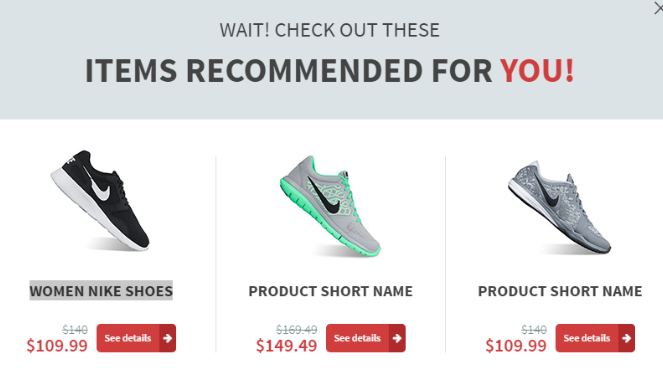 WAIT! CHECK OUT THESE
ITEMS RECOMMENDED FOR YOU!
WOMEN NIKE SHOES
$140
$109.99
See details
PRODUCT SHORT NAME
$169.49
$149.49
See details
PRODUCT SHORT NAME
$140
$109.99
See details